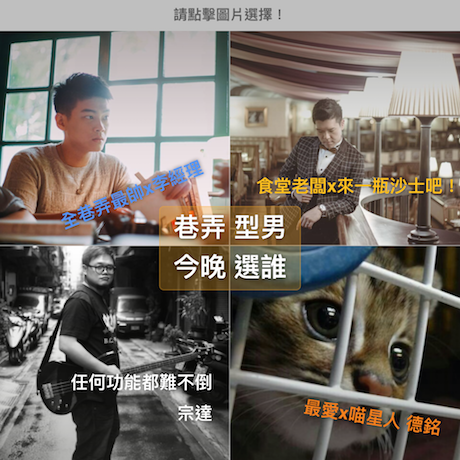 請點擊圖片選擇！
全巷弄最帥x李總理
食堂老闆x來一瓶沙士吧！
巷弄 型男
今晚 選誰
任何功能都難不倒
宗達
最愛x喵星人 德銘